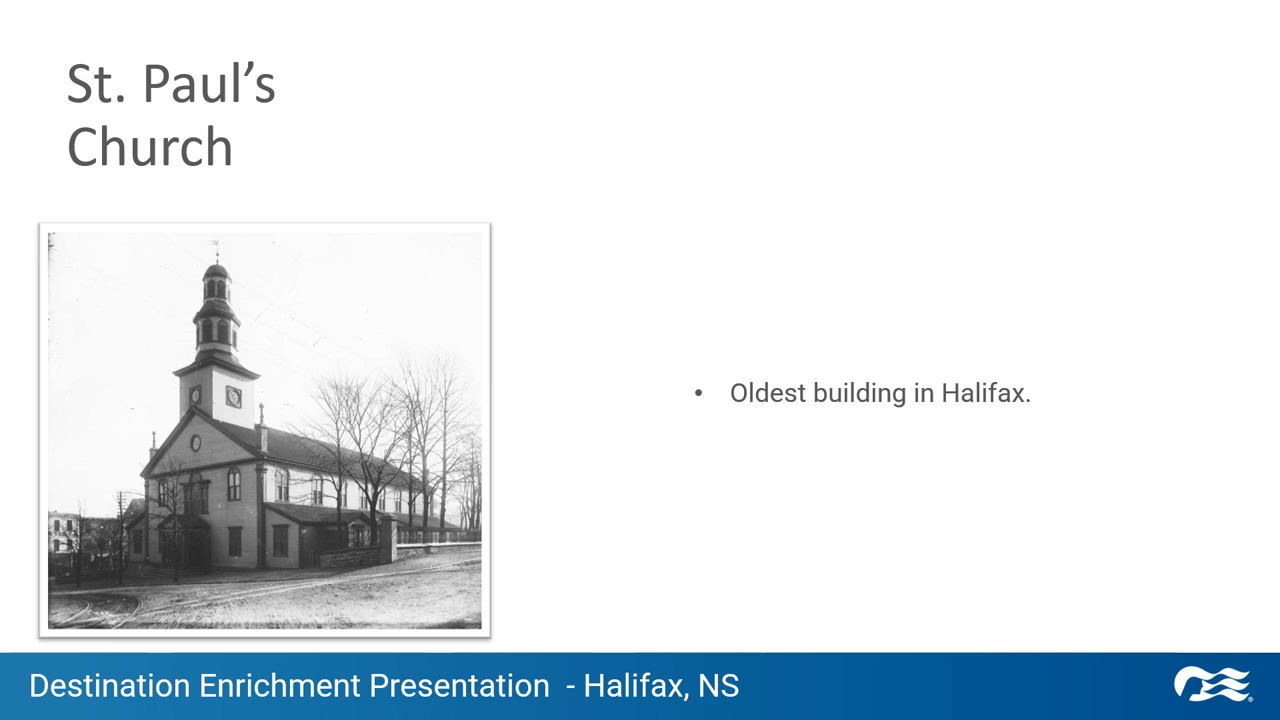 St. Paul’s
Church
• Oldest building in Halifax.
Destination Enrichment Presentation - Halifax, NS